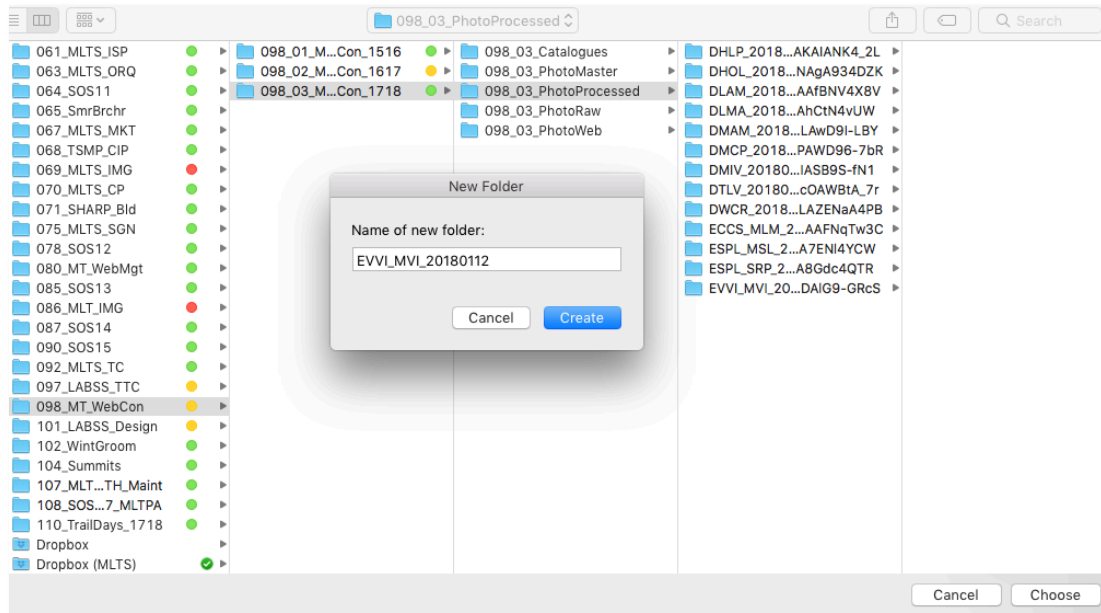 098_03_PhotoProcessed
Search
061_MLTS_ISP
063_MLTS_ORQ
064_SOS11
065_SmrBrchr
067_MLTS_MKT
068_TSMP_CIP
069_MLTS_IMG
070_MLTS_CP
071_SHARP_Bld
075_MLTS_SGN
078_SOS12
080_MT_WebMgt
085_SOS13
086_MLT_IMG
087_SOS14
090_SOS15
092_MLTS_TC
097_LABSS_TTC
098_MT_WebCon
101_LABSS_Design
102_WintGroom
104_Summits
107_MLT...TH_Maint
108_SOS...7_MLTPA
110_TrailDays_1718
Dropbox
Dropbox (MLTS)
098_01_M...Con_1516
098_02_M...Con_1617
098_03_M...Con_1718
098_03_Catalogues
098_03_PhotoMaster
098_03_PhotoProcessed
098_03_PhotoRaw
098_03_PhotoWeb
DHLP_2018...AKAIANK4_2L
DHOL_2018...NAgA934DZK
DLAM_2018...AAfBNV4X8V
DLMA_2018...AhCtN4vUW
DMAM_2018...LAwD9I-LBY
DMCP_2018...PAWD96-7bR
DMIV_20180...IASB9S-fN1
DTLV_20180...cOAWBtA_7r
DWCR_2018...LAZENaA4PB
ECCS_MLM_2...AAFNqTw3C
ESPL_MSL_2...A7ENI4YCW
ESPL_SRP_2...A8Gdc4QTR
EVVI_MVI_20...DAIG9-GRcS
New Folder
Name of new folder:
EVVI_MVI_20180112
Cancel
Create
Cancel
Choose